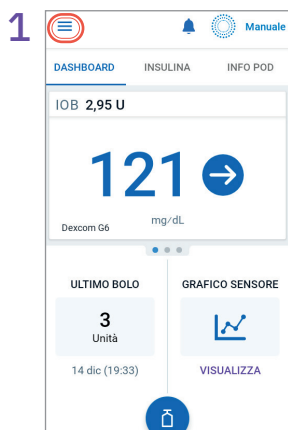 1
Manuale
DASHBOARD INSULINA INFO POD
IOB 2,95 U
121
mg/dL
Dexcom G6
ULTIMO BOLO GRAFICO SENSORE
3
Unità
14 dic (19:33) VISUALIZZA